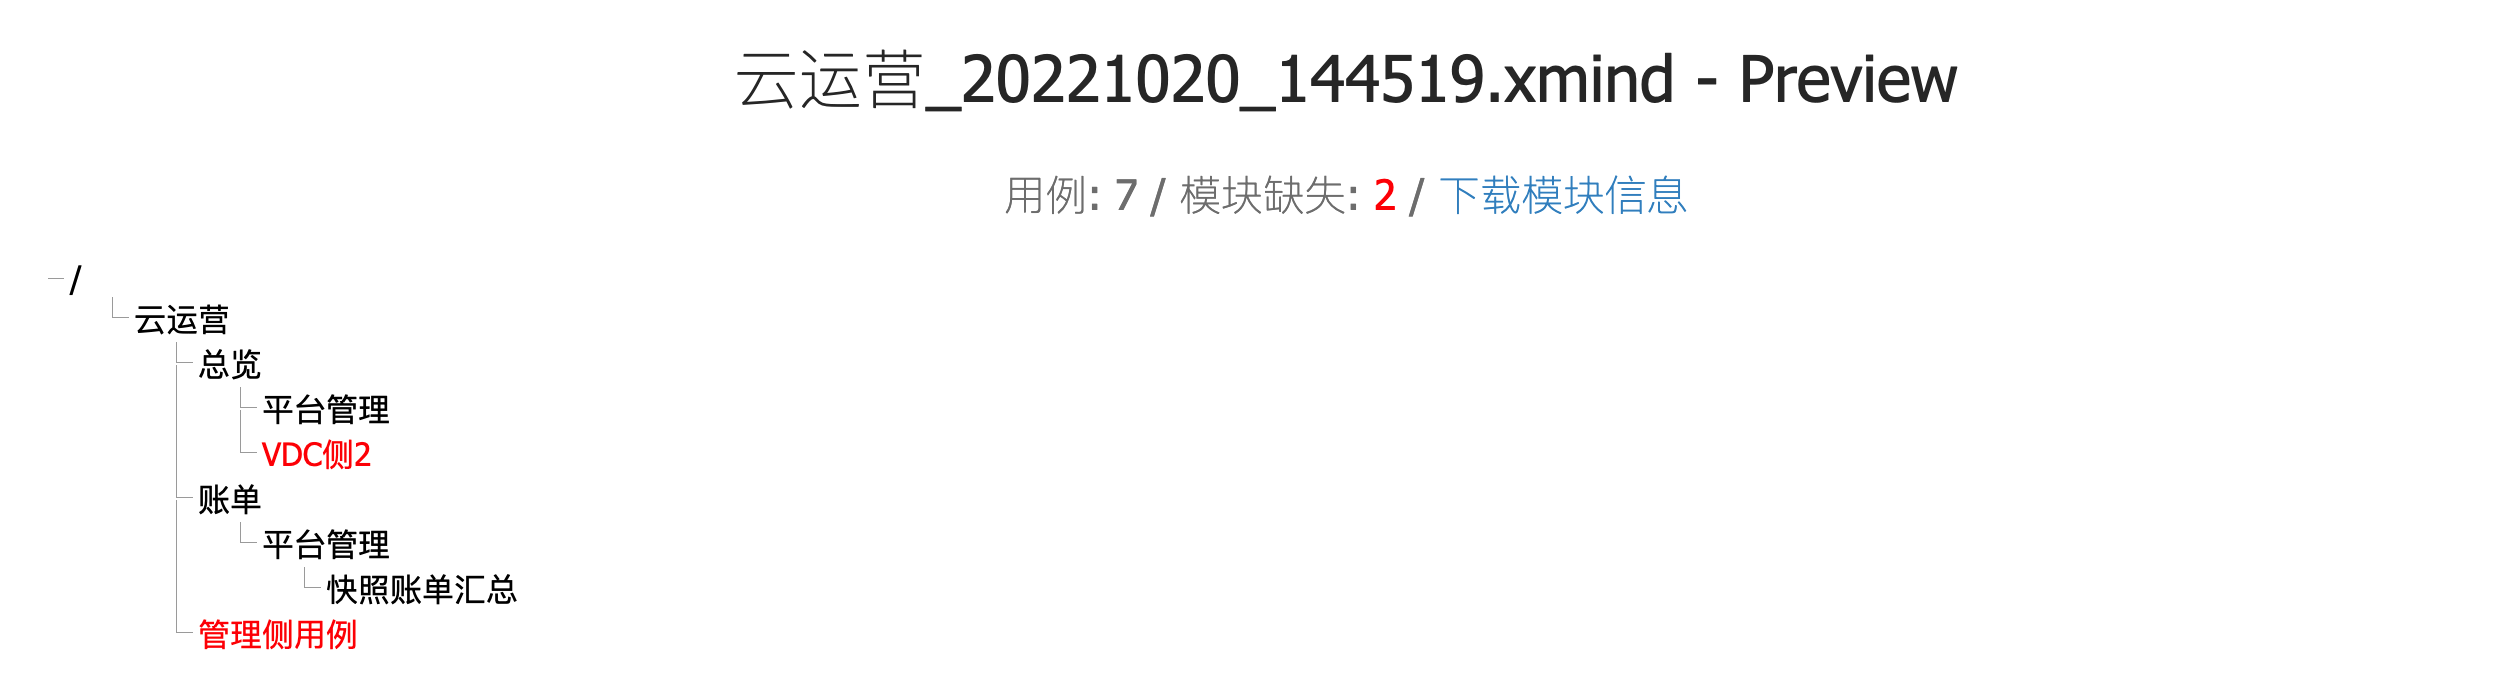 云运营_20221020_144519.xmind - Preview
用例: 7/ 模块缺失: 2/ 下载模块信息
/
云运营
总览
平台管理
VDC侧2
账单
平台管理
快照账单汇总
管理侧用例